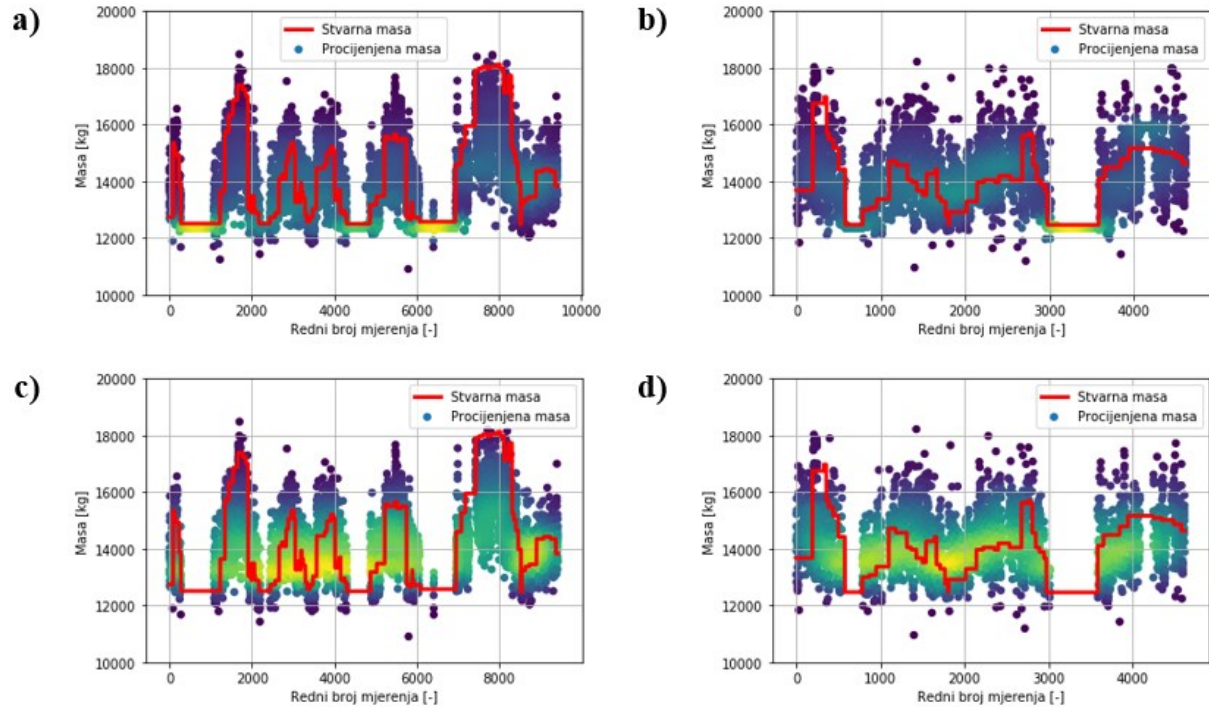 a)
20000
18000
16000
14000
12000
10000
Masa [kg]
Stvarna masa
Procijenjena masa
0 2000 4000 6000 8000 10000
Redni broj mjerenja [-]
b)
20000
18000
16000
14000
12000
10000
Masa [kg]
Stvarna masa
Procijenjena masa
0 1000 2000 3000 4000
Redni broj mjerenja [-]
c)
20000
18000
16000
14000
12000
10000
Masa [kg]
Stvarna masa
Procijenjena masa
0 2000 4000 6000 8000
Redni broj mjerenja [-]
d)
20000
18000
16000
14000
12000
10000
Masa [kg]
Stvarna masa
Procijenjena masa
0 1000 2000 3000 4000
Redni broj mjerenja [-]